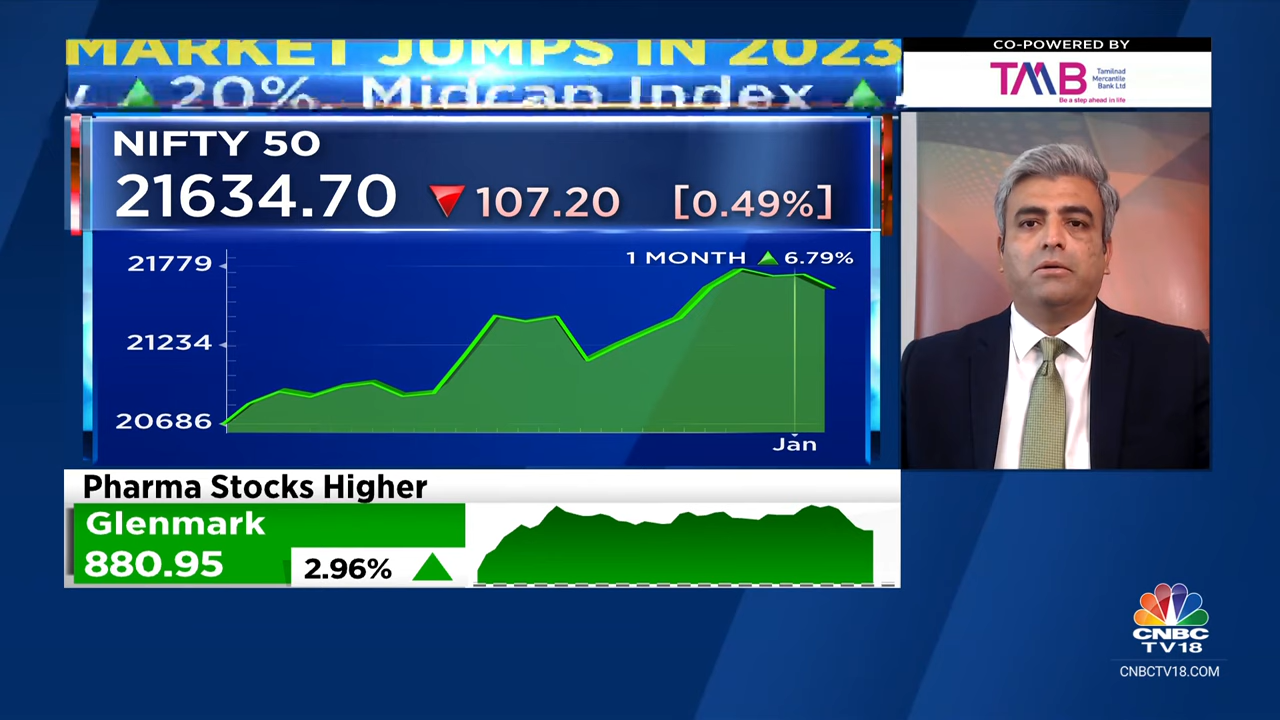 MARKET JUMPS IN 2023
▲ 20%. Midcap Index ▲
CO-POWERED BY
TMB
Tamilnad
Mercantile
Bank Ltd
Be a step ahead in life
NIFTY 50
21634.70 ▼ 107.20 [0.49%]
1 MONTH ▲ 6.79%
21779
21234
20686
Jan
Pharma Stocks Higher
Glenmark
880.95 2.96% ▲
CNBC
TV18
CNBCTV18.COM